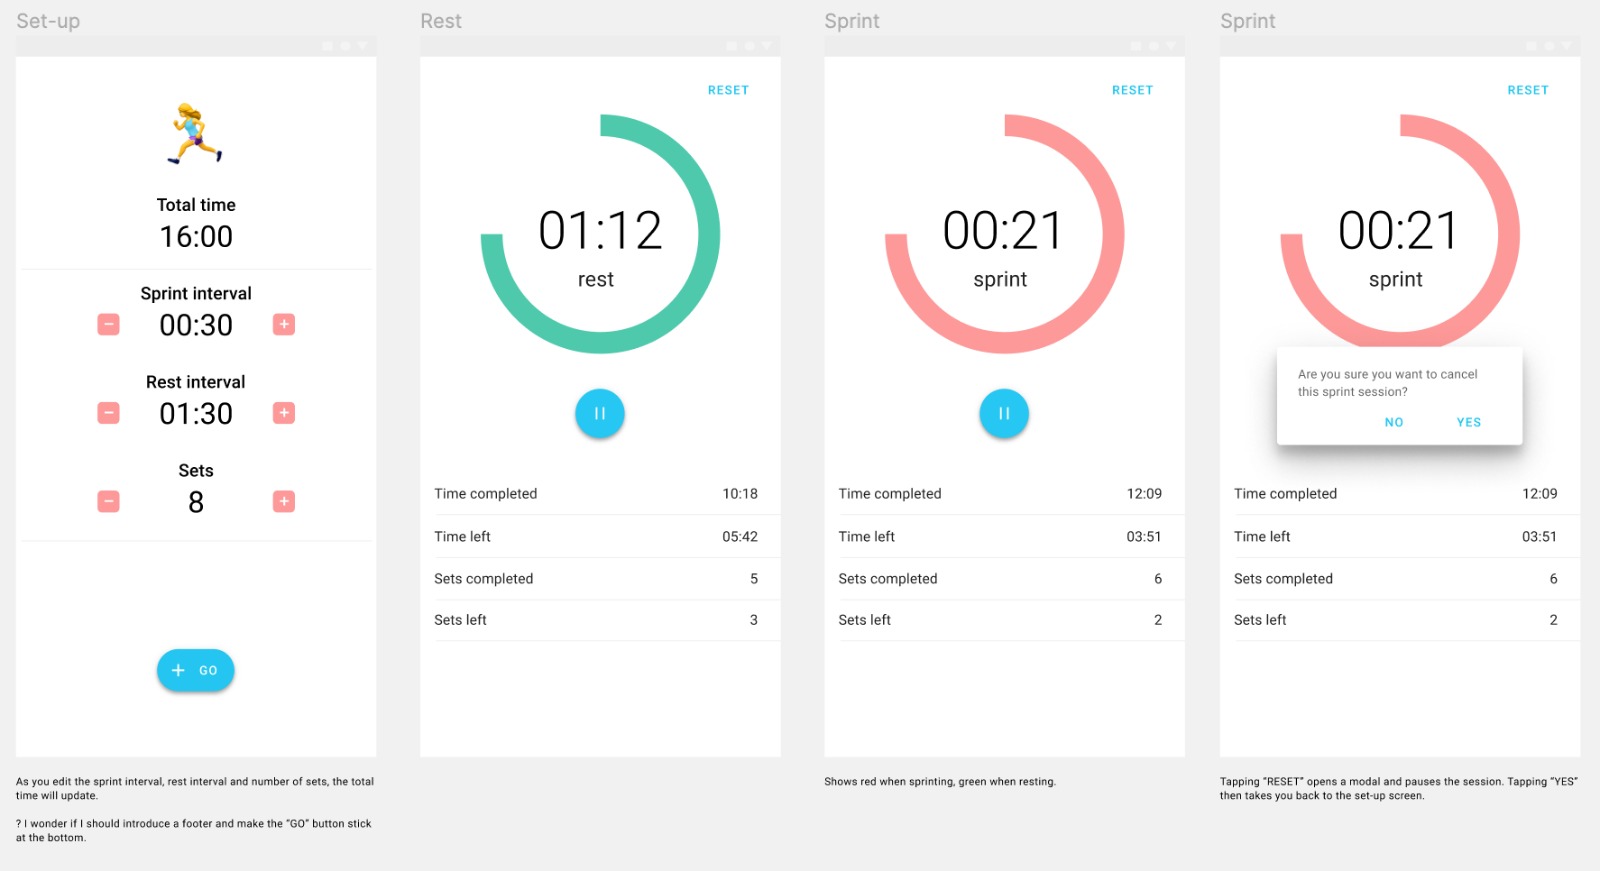 Set-up
Total time
16:00
Sprint interval
− 00:30 +
Rest interval
− 01:30 +
Sets
− 8 +
+ GO
As you edit the sprint interval, rest interval and number of sets, the total
time will update.
? I wonder if I should introduce a footer and make the “GO” button stick
at the bottom.
Rest
RESET
01:12
rest
Time completed 10:18
Time left 05:42
Sets completed 5
Sets left 3
Sprint
RESET
00:21
sprint
Time completed 12:09
Time left 03:51
Sets completed 6
Sets left 2
Shows red when sprinting, green when resting.
Sprint
RESET
00:21
sprint
Are you sure you want to cancel
this sprint session?
NO YES
Time completed 12:09
Time left 03:51
Sets completed 6
Sets left 2
Tapping “RESET” opens a modal and pauses the session. Tapping “YES”
then takes you back to the set-up screen.